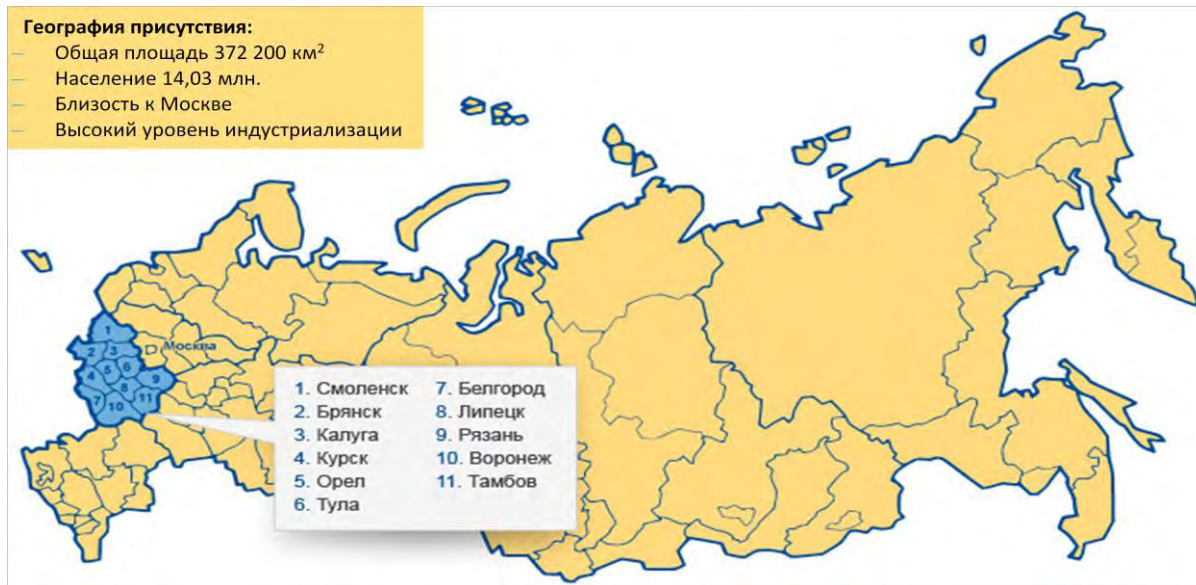 География присутствия:
— Общая площадь 372 200 км²
— Население 14,03 млн.
— Близость к Москве
— Высокий уровень индустриализации
1
2
3
Москва
4
5
6
9
8
7
10
11
1. Смоленск
2. Брянск
3. Калуга
4. Курск
5. Орел
6. Тула
7. Белгород
8. Липецк
9. Рязань
10. Воронеж
11. Тамбов